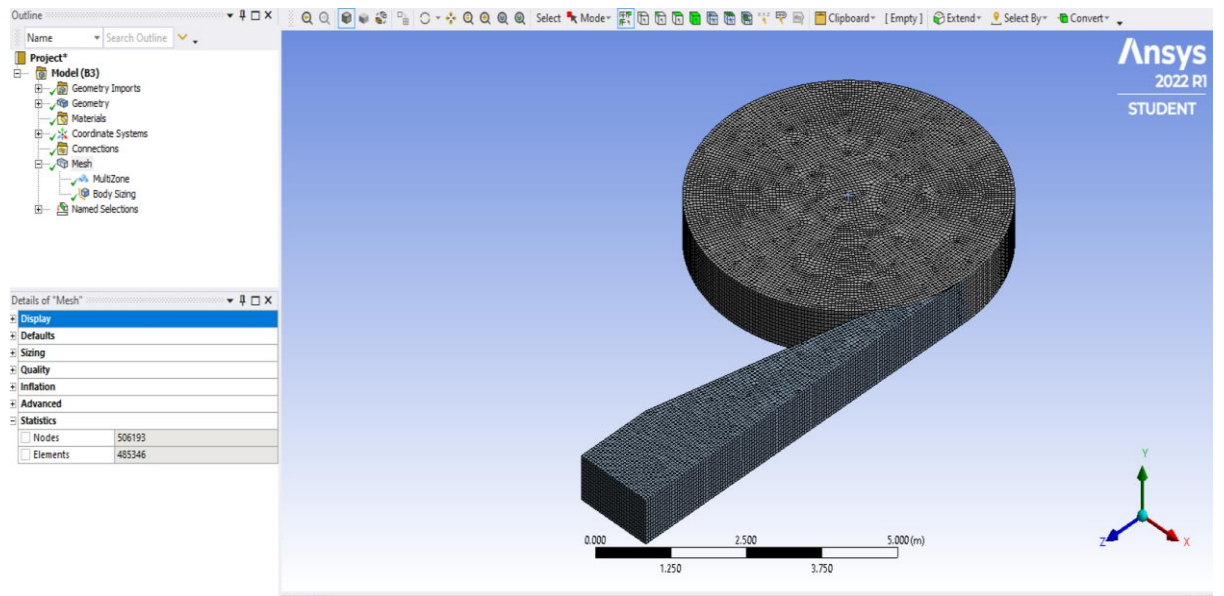 Outline
Name Search Outline
Project*
Model (B3)
Geometry Imports
Geometry
Materials
Coordinate Systems
Connections
Mesh
MultiZone
Body Sizing
Named Selections
Details of "Mesh"
Display
Defaults
Sizing
Quality
Inflation
Advanced
Statistics
Nodes 506193
Elements 485346
Select Mode Clipboard [Empty] Extend Select By Convert
Ansys
2022 R1
STUDENT
0.000 2.500 5.000 (m)
1.250 3.750
Y
Z X